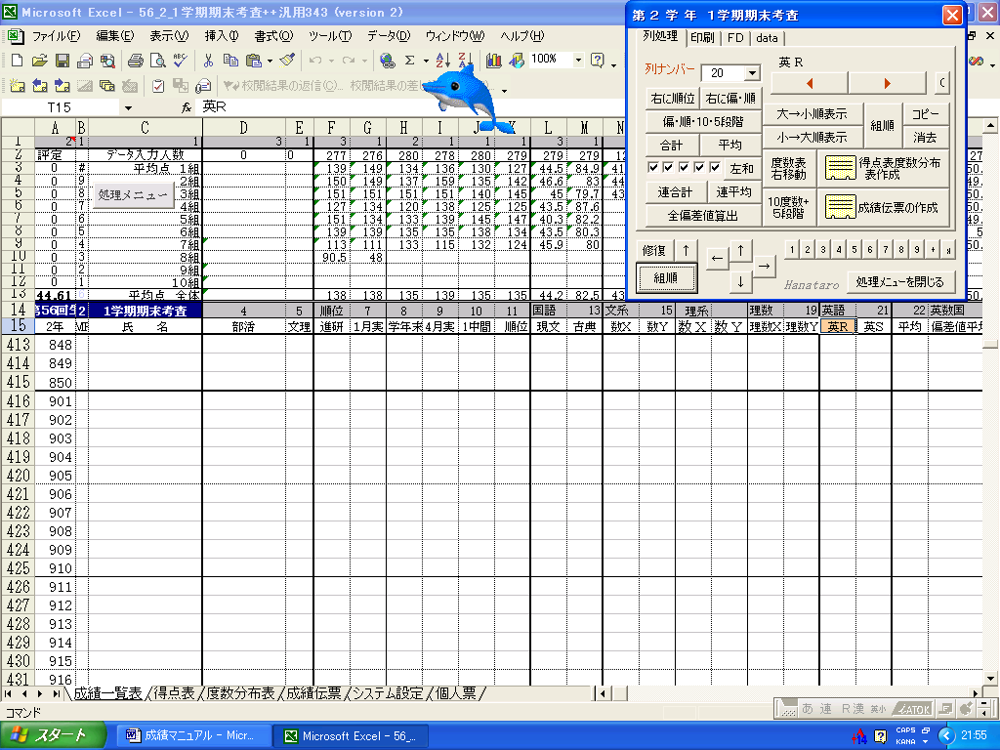 Microsoft Excel - 56_2_1学期期末考査++汎用343 (version 2)
ファイル(F) 編集(E) 表示(V) 挿入(I) 書式(O) ツール(T) データ(D) ウィンドウ(W) ヘルプ(H)
100%
校閲結果の返信(C)...
T15 fx 英R
A B C D E F G H I J K L M N
1 2 1 1 3 1 3 1 2 1 1 1 3 1
2 評定 データ入力人数 0 0 277 276 280 278 280 279 279 279
3 0 # 平均点 1組 139 149 134 136 130 127 44.5 84.9
4 0 9 2組 150 149 137 159 135 142 46.6 83
5 0 8 3組 151 151 151 151 145 145 45 79.7
6 0 7 4組 127 134 120 138 125 125 43.5 87.6
7 0 6 5組 151 134 133 139 145 147 40.3 82.2
8 0 5 6組 139 139 135 135 138 134 43.5 80.3
9 0 4 7組 113 111 133 115 132 124 45.9 80
10 0 3 8組 90.5 48
11 0 2 9組
12 0 1 10組
13 44.61 平均点 全体 138 138 135 139 135 135 44.2 82.5
処理メニュー
14 2 1学期期末考査 4 5 順位 7 8 9 10 11 国語 13 文系 15 理系 理数 19 英語 21 22 英数国
15 2年 氏 名 部活 文理 進研 1月実 学年末 4月実 1中間 順位 現文 古典 数X 数Y 数X 数Y 理数X 理数Y 英R 英S 平均 偏差値平均
413 848
414 849
415 850
416 901
417 902
418 903
419 904
420 905
421 906
422 907
423 908
424 909
425 910
426 911
427 912
428 913
429 914
430 915
431 916
成績一覧表 得点表 度数分布表 成績伝票 システム設定 個人票
コマンド
第２学年 1学期期末考査
列処理 印刷 FD data
列ナンバー 20 英R
右に順位 右に偏・順 大→小順表示 組順 コピー
偏・順・10・5段階 小→大順表示 消去
合計 平均 度数表右移動 得点表度数分布表作成
左和
連合計 連平均 10度数+5段階 成績伝票の作成
全偏差値算出
修復 ↑ ← ↑ → ↓ 1 2 3 4 5 6 7 8 9 +
組順 Hanataro 処理メニューを閉じる
あ 連 R漢 英小 ATOK
スタート 成績マニュアル - Micr... Microsoft Excel - 56_... 14 CAPS KANA 21:55